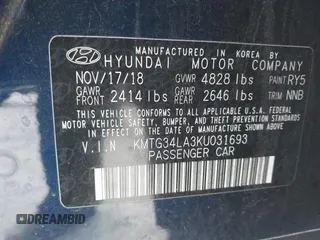 MANUFACTURED IN KOREA BY
HYUNDAI MOTOR COMPANY
NOV/17/18 GVWR 4828 lbs PAINT RY5
GAWR FRONT 2414 lbs GAWR REAR 2646 lbs TRIM NNB
THIS VEHICLE CONFORMS TO ALL APPLICABLE U.S.A. FEDERAL
MOTOR VEHICLE SAFETY, BUMPER, AND THEFT PREVENTION
STANDARDS IN EFFECT ON THE DATE OF MANUFACTURE SHOWN ABOVE.
V.I.N KMTG34LA3KU031693
PASSENGER CAR
DREAMBID